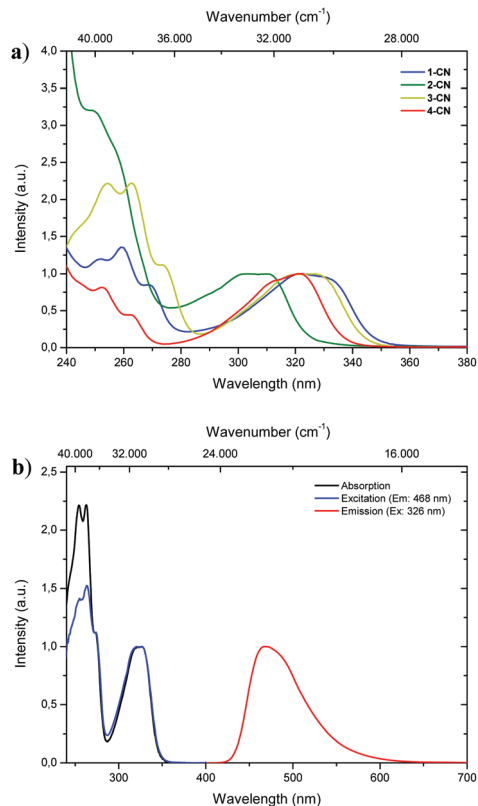 Wavenumber (cm⁻¹)
40.000 36.000 32.000 28.000
a)
4,0
3,5
3,0
2,5
2,0
1,5
1,0
0,5
0,0
Intensity (a.u.)
1-CN
2-CN
3-CN
4-CN
240 260 280 300 320 340 360 380
Wavelength (nm)
Wavenumber (cm⁻¹)
40.000 32.000 24.000 16.000
b)
2,5
2,0
1,5
1,0
0,5
0,0
Intensity (a.u.)
Absorption
Excitation (Em: 468 nm)
Emission (Ex: 326 nm)
300 400 500 600 700
Wavelength (nm)